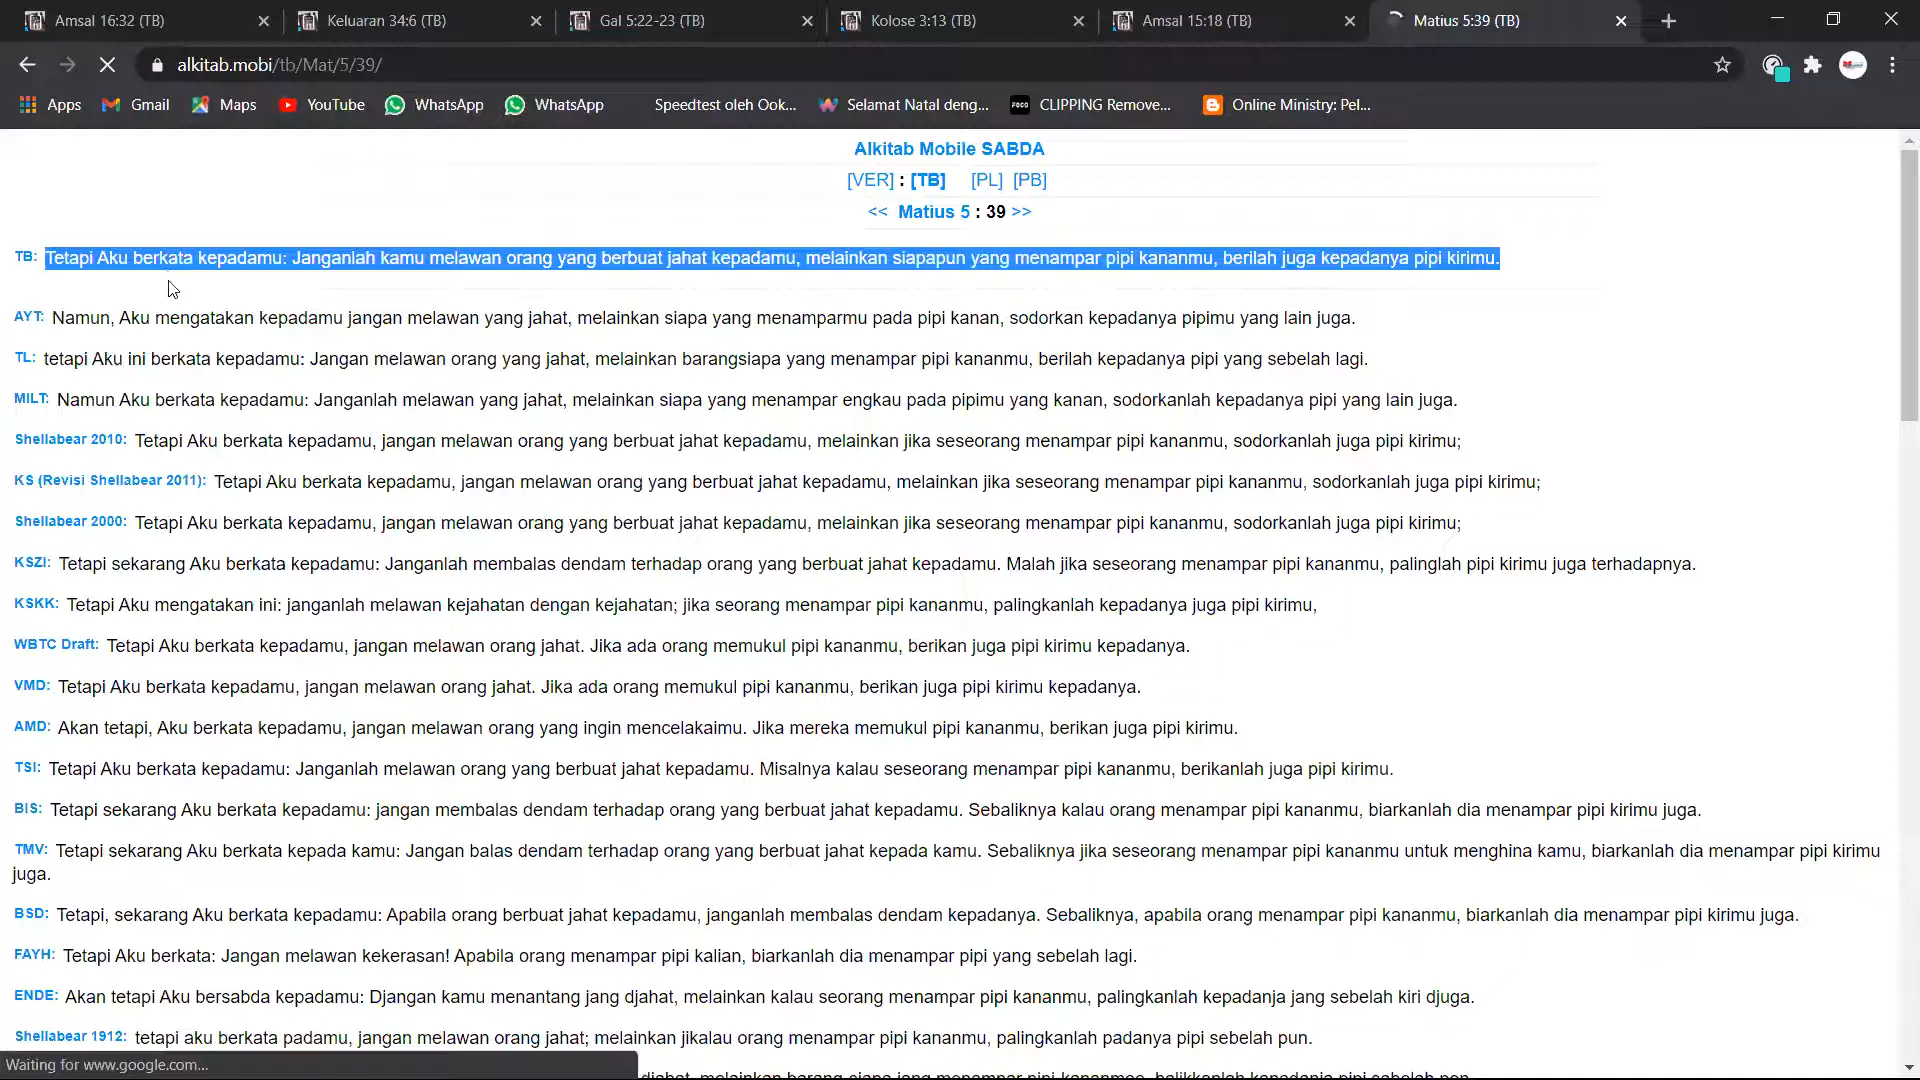 Amsal 16:32 (TB)
Keluaran 34:6 (TB)
Gal 5:22-23 (TB)
Kolose 3:13 (TB)
Amsal 15:18 (TB)
Matius 5:39 (TB)
alkitab.mobi/tb/Mat/5/39/
Apps
Gmail
Maps
YouTube
WhatsApp
WhatsApp
Speedtest oleh Ook...
Selamat Natal deng...
CLIPPING Remove...
Online Ministry: Pel...
Alkitab Mobile SABDA
[VER] : [TB] [PL] [PB]
<< Matius 5 : 39 >>
TB: Tetapi Aku berkata kepadamu: Janganlah kamu melawan orang yang berbuat jahat kepadamu, melainkan siapapun yang menampar pipi kananmu, berilah juga kepadanya pipi kirimu.
AYT: Namun, Aku mengatakan kepadamu jangan melawan yang jahat, melainkan siapa yang menamparmu pada pipi kanan, sodorkan kepadanya pipimu yang lain juga.
TL: tetapi Aku ini berkata kepadamu: Jangan melawan orang yang jahat, melainkan barangsiapa yang menampar pipi kananmu, berilah kepadanya pipi yang sebelah lagi.
MILT: Namun Aku berkata kepadamu: Janganlah melawan yang jahat, melainkan siapa yang menampar engkau pada pipimu yang kanan, sodorkanlah kepadanya pipi yang lain juga.
Shellabear 2010: Tetapi Aku berkata kepadamu, jangan melawan orang yang berbuat jahat kepadamu, melainkan jika seseorang menampar pipi kananmu, sodorkanlah juga pipi kirimu;
KS (Revisi Shellabear 2011): Tetapi Aku berkata kepadamu, jangan melawan orang yang berbuat jahat kepadamu, melainkan jika seseorang menampar pipi kananmu, sodorkanlah juga pipi kirimu;
Shellabear 2000: Tetapi Aku berkata kepadamu, jangan melawan orang yang berbuat jahat kepadamu, melainkan jika seseorang menampar pipi kananmu, sodorkanlah juga pipi kirimu;
KSZI: Tetapi sekarang Aku berkata kepadamu: Janganlah membalas dendam terhadap orang yang berbuat jahat kepadamu. Malah jika seseorang menampar pipi kananmu, palinglah pipi kirimu juga terhadapnya.
KSKK: Tetapi Aku mengatakan ini: janganlah melawan kejahatan dengan kejahatan; jika seorang menampar pipi kananmu, palingkanlah kepadanya juga pipi kirimu,
WBTC Draft: Tetapi Aku berkata kepadamu, jangan melawan orang jahat. Jika ada orang memukul pipi kananmu, berikan juga pipi kirimu kepadanya.
VMD: Tetapi Aku berkata kepadamu, jangan melawan orang jahat. Jika ada orang memukul pipi kananmu, berikan juga pipi kirimu kepadanya.
AMD: Akan tetapi, Aku berkata kepadamu, jangan melawan orang yang ingin mencelakaimu. Jika mereka memukul pipi kananmu, berikan juga pipi kirimu.
TSI: Tetapi Aku berkata kepadamu: Janganlah melawan orang yang berbuat jahat kepadamu. Misalnya kalau seseorang menampar pipi kananmu, berikanlah juga pipi kirimu.
BIS: Tetapi sekarang Aku berkata kepadamu: jangan membalas dendam terhadap orang yang berbuat jahat kepadamu. Sebaliknya kalau orang menampar pipi kananmu, biarkanlah dia menampar pipi kirimu juga.
TMV: Tetapi sekarang Aku berkata kepada kamu: Jangan balas dendam terhadap orang yang berbuat jahat kepada kamu. Sebaliknya jika seseorang menampar pipi kananmu untuk menghina kamu, biarkanlah dia menampar pipi kirimu
juga.
BSD: Tetapi, sekarang Aku berkata kepadamu: Apabila orang berbuat jahat kepadamu, janganlah membalas dendam kepadanya. Sebaliknya, apabila orang menampar pipi kananmu, biarkanlah dia menampar pipi kirimu juga.
FAYH: Tetapi Aku berkata: Jangan melawan kekerasan! Apabila orang menampar pipi kalian, biarkanlah dia menampar pipi yang sebelah lagi.
ENDE: Akan tetapi Aku bersabda kepadamu: Djangan kamu menantang jang djahat, melainkan kalau seorang menampar pipi kananmu, palingkanlah kepadanja jang sebelah kiri djuga.
Shellabear 1912: tetapi aku berkata padamu, jangan melawan orang jahat; melainkan jikalau orang menampar pipi kananmu, palingkanlah padanya pipi sebelah pun.
Waiting for www.google.com...